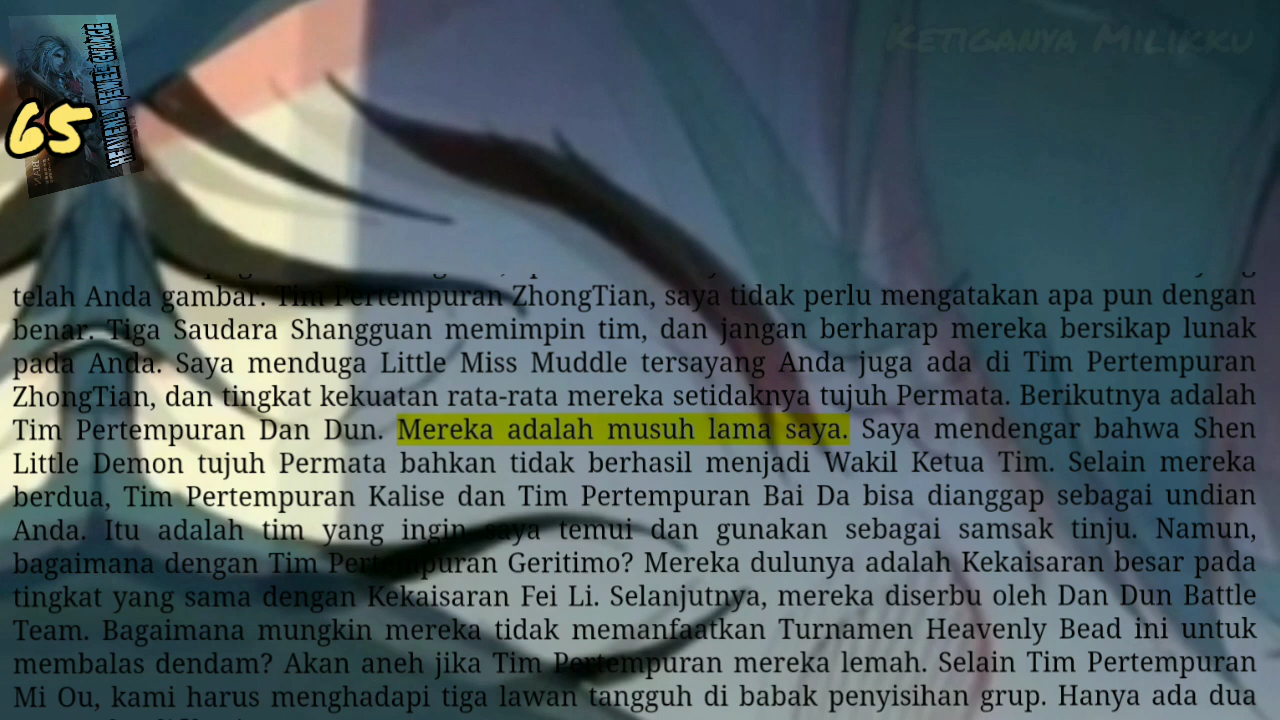 Ketiganya Milikku
65
HEAVENLY JEWEL CHANGE
telah Anda gambar. Tim Pertempuran ZhongTian, saya tidak perlu mengatakan apa pun dengan
benar. Tiga Saudara Shangguan memimpin tim, dan jangan berharap mereka bersikap lunak
pada Anda. Saya menduga Little Miss Muddle tersayang Anda juga ada di Tim Pertempuran
ZhongTian, dan tingkat kekuatan rata-rata mereka setidaknya tujuh Permata. Berikutnya adalah
Tim Pertempuran Dan Dun. Mereka adalah musuh lama saya. Saya mendengar bahwa Shen
Little Demon tujuh Permata bahkan tidak berhasil menjadi Wakil Ketua Tim. Selain mereka
berdua, Tim Pertempuran Kalise dan Tim Pertempuran Bai Da bisa dianggap sebagai undian
Anda. Itu adalah tim yang ingin saya temui dan gunakan sebagai samsak tinju. Namun,
bagaimana dengan Tim Pertempuran Geritimo? Mereka dulunya adalah Kekaisaran besar pada
tingkat yang sama dengan Kekaisaran Fei Li. Selanjutnya, mereka diserbu oleh Dan Dun Battle
Team. Bagaimana mungkin mereka tidak memanfaatkan Turnamen Heavenly Bead ini untuk
membalas dendam? Akan aneh jika Tim Pertempuran mereka lemah. Selain Tim Pertempuran
Mi Ou, kami harus menghadapi tiga lawan tangguh di babak penyisihan grup. Hanya ada dua